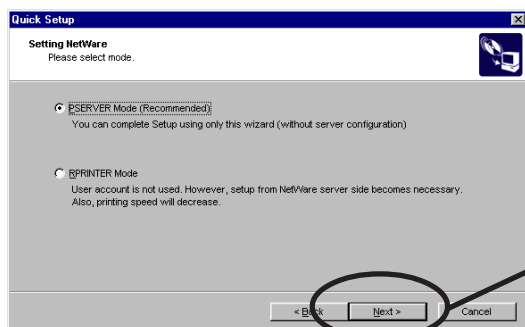 Quick Setup
Setting NetWare
Please select mode.
PSERVER Mode (Recommended)
You can complete Setup using only this wizard (without server configuration)
RPRINTER Mode
User account is not used. However, setup from NetWare server side becomes necessary.
Also, printing speed will decrease.
< Back Next > Cancel